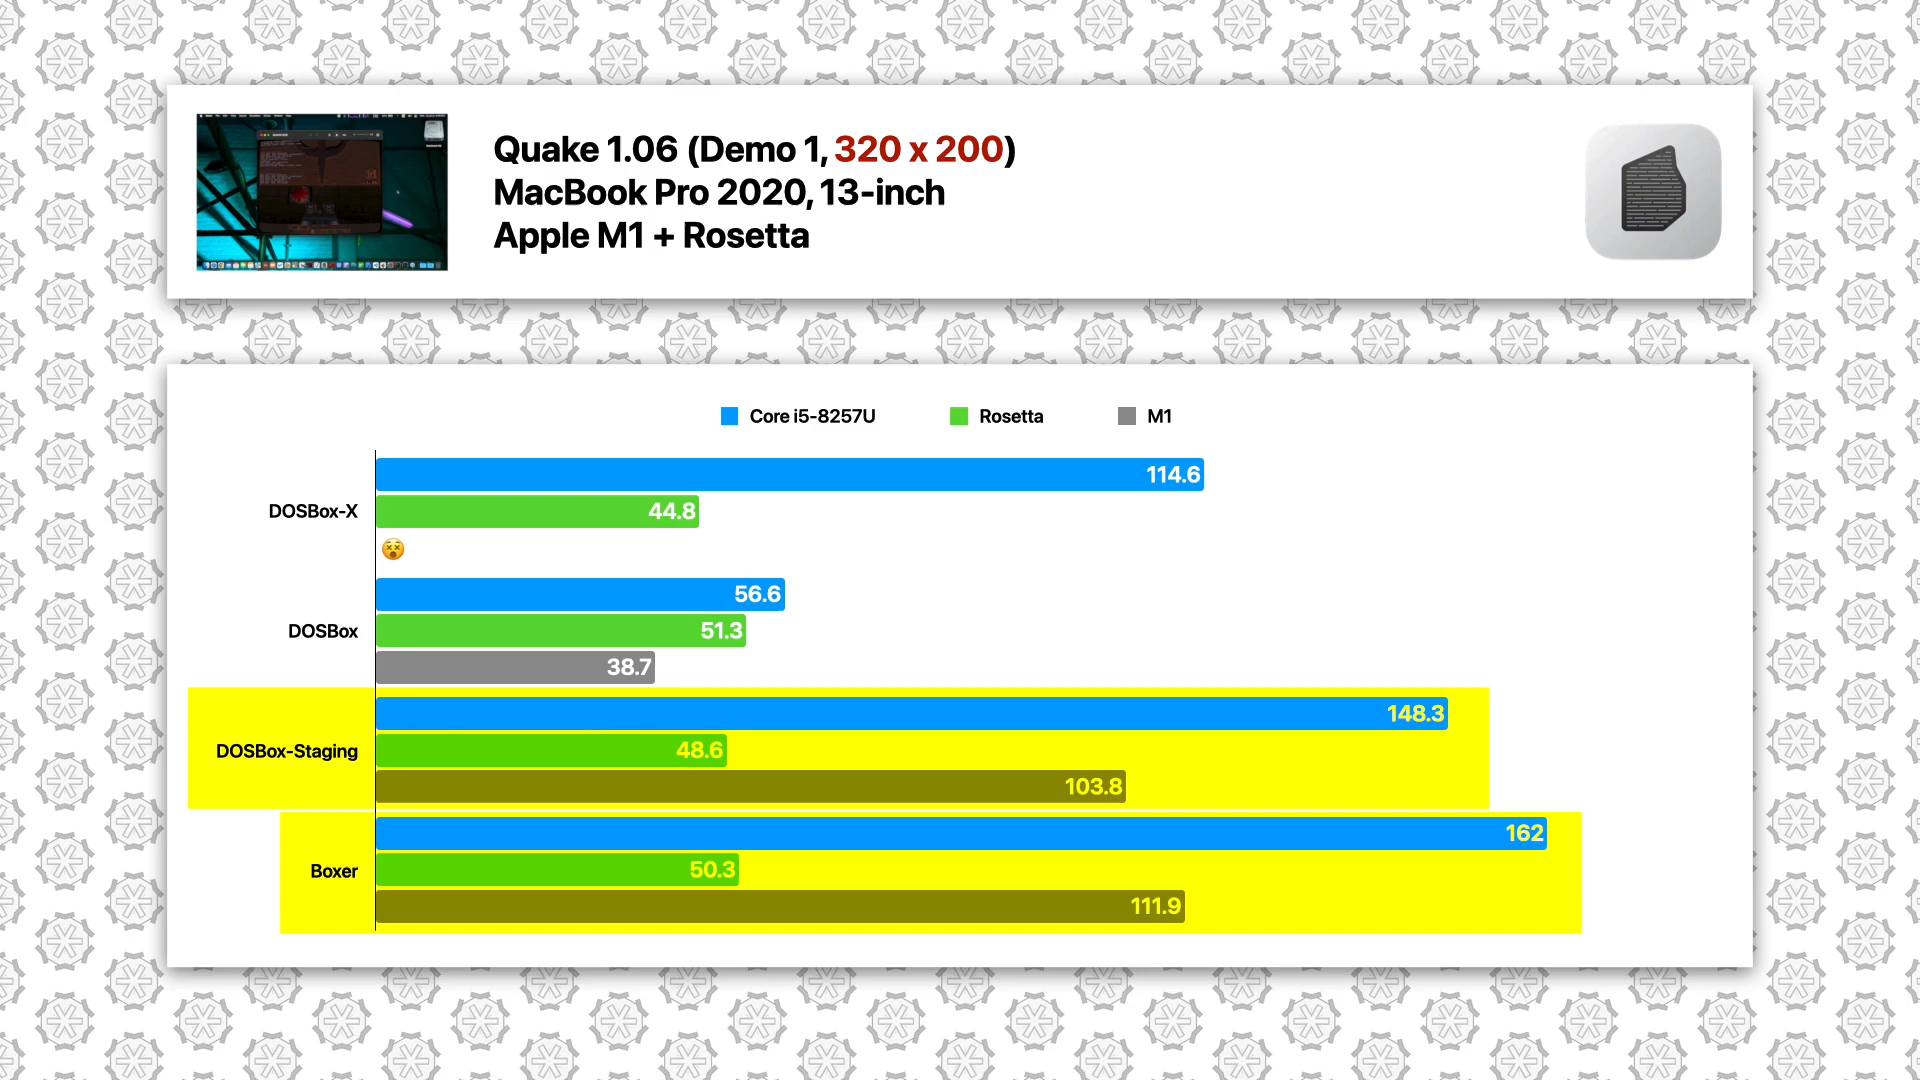 Quake 1.06 (Demo 1, 320 x 200)
MacBook Pro 2020, 13-inch
Apple M1 + Rosetta
Core i5-8257U
Rosetta
M1
DOSBox-X
114.6
44.8
DOSBox
56.6
51.3
38.7
DOSBox-Staging
148.3
48.6
103.8
Boxer
162
50.3
111.9